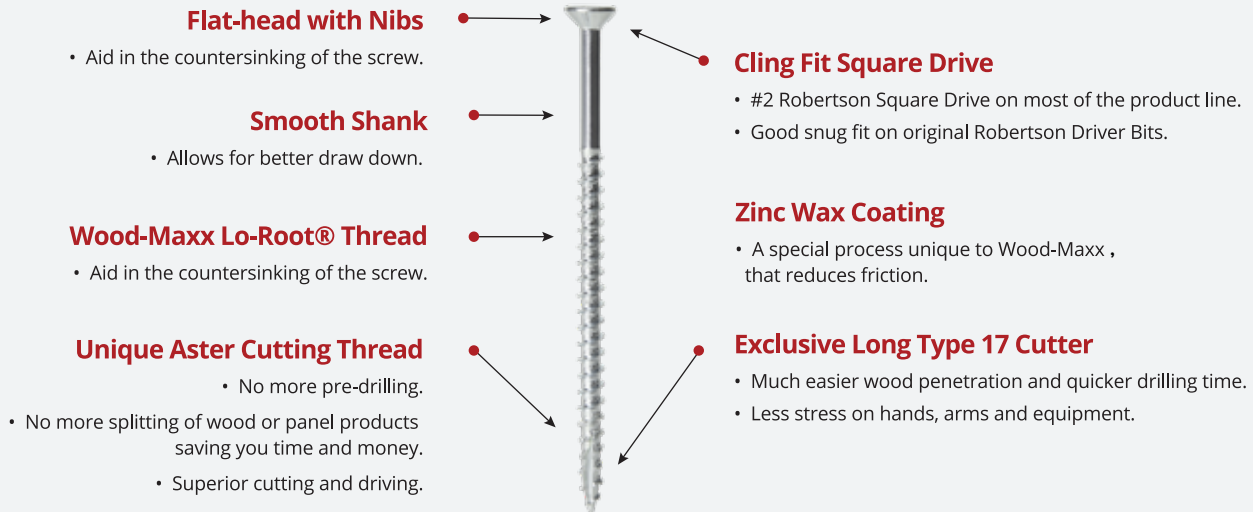 Flat-head with Nibs
• Aid in the countersinking of the screw.
Smooth Shank
• Allows for better draw down.
Wood-Maxx Lo-Root® Thread
• Aid in the countersinking of the screw.
Unique Aster Cutting Thread
• No more pre-drilling.
• No more splitting of wood or panel products
saving you time and money.
• Superior cutting and driving.
Cling Fit Square Drive
• #2 Robertson Square Drive on most of the product line.
• Good snug fit on original Robertson Driver Bits.
Zinc Wax Coating
• A special process unique to Wood-Maxx ,
that reduces friction.
Exclusive Long Type 17 Cutter
• Much easier wood penetration and quicker drilling time.
• Less stress on hands, arms and equipment.